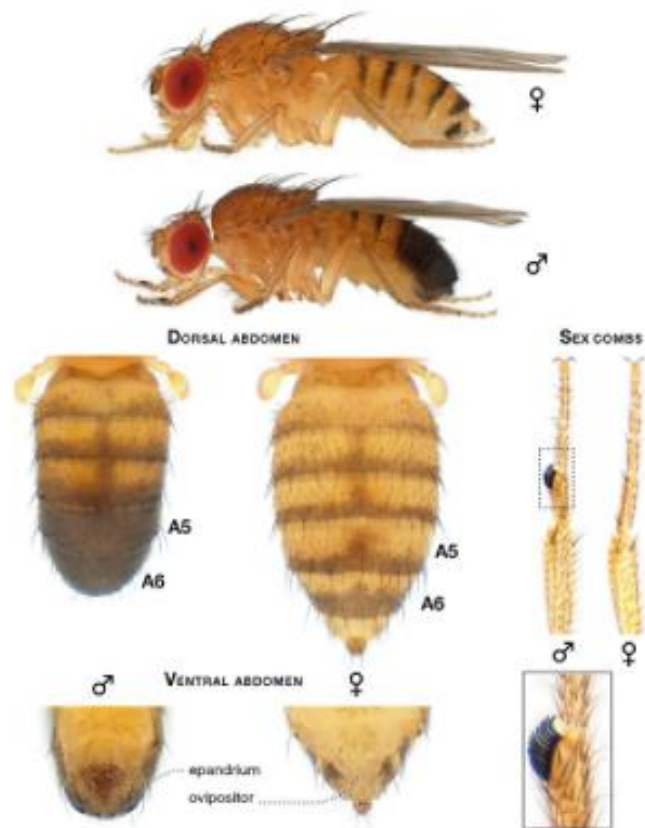 ♀
♂
DORSAL ABDOMEN
SEX COMBS
A5
A6
A5
A6
♂
♀
♂
♀
VENTRAL ABDOMEN
epandrium
ovipositor